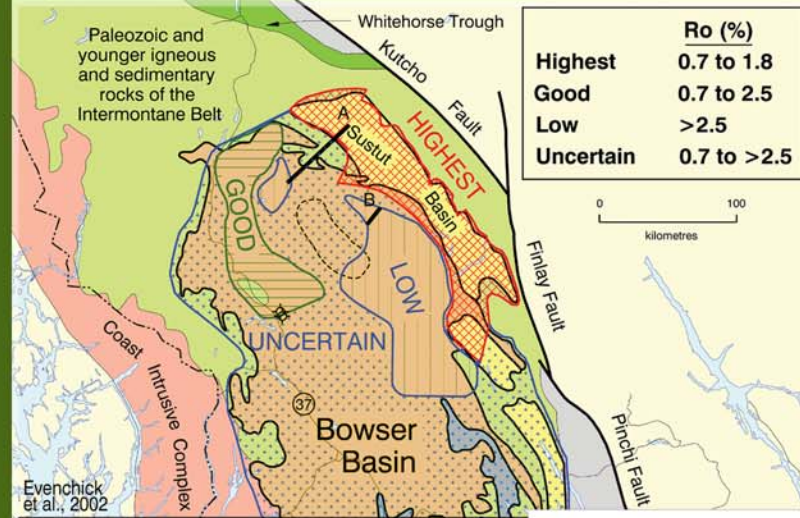 Whitehorse Trough
Paleozoic and
younger igneous
and sedimentary
rocks of the
Intermontane Belt
Kutcho
Fault
Ro (%)
Highest 0.7 to 1.8
Good 0.7 to 2.5
Low >2.5
Uncertain 0.7 to >2.5
0 100
kilometres
A
Sustut
Basin
HIGHEST
GOOD
B
LOW
Finlay Fault
UNCERTAIN
Coast Intrusive Complex
37
Bowser
Basin
Pinchi Fault
Evenchick
et al., 2002